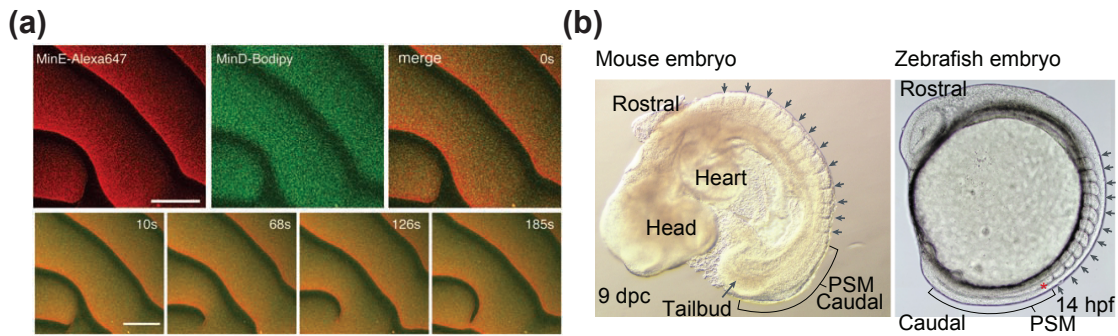 (a)
MinE-Alexa647
MinD-Bodipy
merge
0s
10s
68s
126s
185s
(b)
Mouse embryo
Rostral
Heart
Head
9 dpc
Tailbud
PSM
Caudal
Zebrafish embryo
Rostral
*
14 hpf
Caudal
PSM